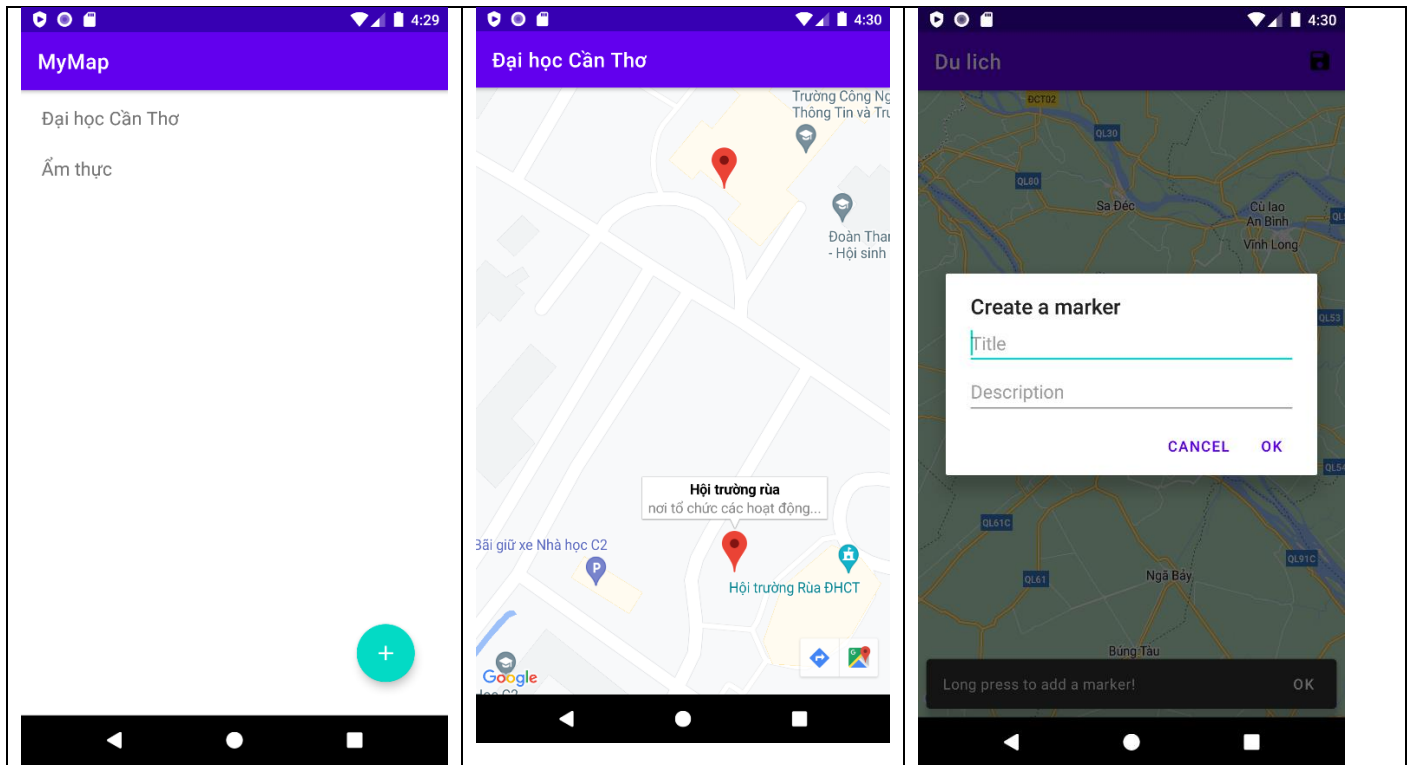 4:29
MyMap
Đại học Cần Thơ
Ẩm thực
4:30
Đại học Cần Thơ
Trường Công Ng
Thông Tin và Tru
Đoàn Than
- Hội sinh
Hội trường rùa
nơi tổ chức các hoạt động...
Bãi giữ xe Nhà học C2
P
Hội trường Rùa ĐHCT
Google
Học C2
4:30
Du lich
ĐCT02
QL30
QL80
Sa Đéc
Cù lao
An Bình
Vĩnh Long
QL53
Create a marker
Title
Description
CANCEL
OK
QL54
QL61C
QL91C
QL61
Ngã Bảy
Búng Tàu
Long press to add a marker!
OK